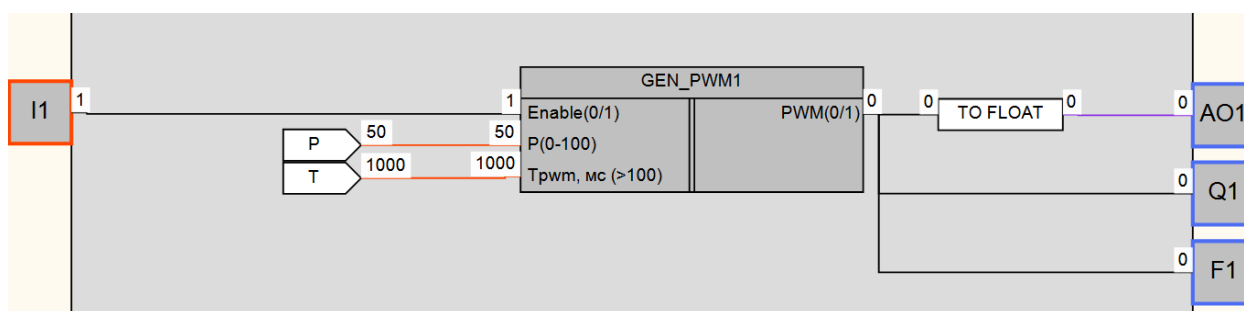 GEN_PWM1
I1 1 1 Enable(0/1) PWM(0/1) 0 0 TO FLOAT 0 0 AO1
P 50 50 P(0-100)
T 1000 1000 Tpwm, мс (>100)
0 Q1
0 F1